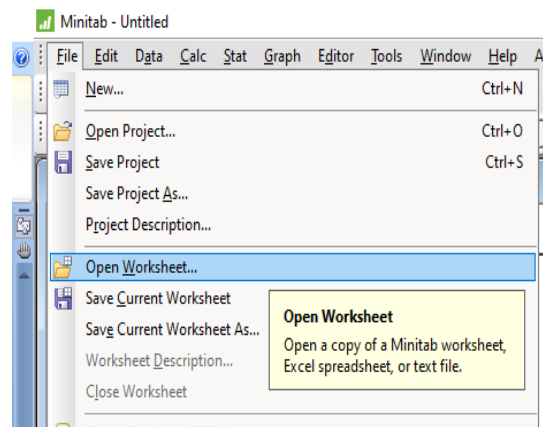 Minitab - Untitled
File Edit Data Calc Stat Graph Editor Tools Window Help A
New... Ctrl+N
Open Project... Ctrl+O
Save Project Ctrl+S
Save Project As...
Project Description...
Open Worksheet...
Save Current Worksheet
Save Current Worksheet As...
Worksheet Description...
Close Worksheet
Open Worksheet
Open a copy of a Minitab worksheet,
Excel spreadsheet, or text file.